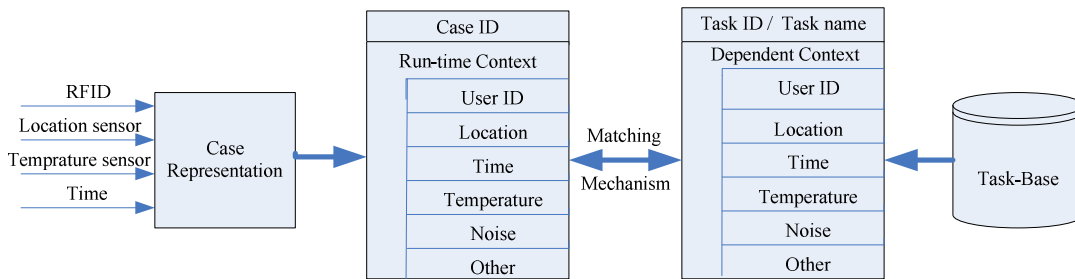 RFID
Location sensor
Temprature sensor
Time
Case
Representation
Case ID
Run-time Context
User ID
Location
Time
Temperature
Noise
Other
Matching
Mechanism
Task ID / Task name
Dependent Context
User ID
Location
Time
Temperature
Noise
Other
Task-Base